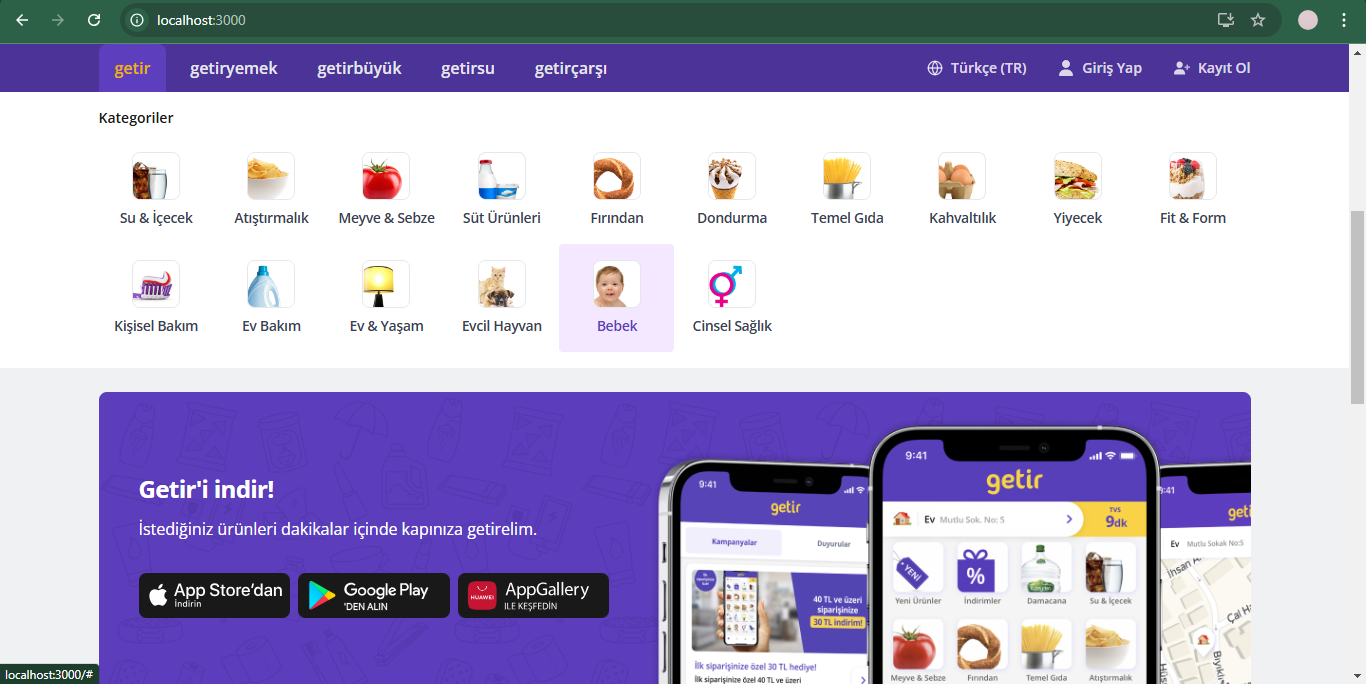 localhost:3000
getir
getiryemek
getirbüyük
getirsu
getirçarşı
Türkçe (TR)
Giriş Yap
Kayıt Ol
Kategoriler
Su & İçecek
Atıştırmalık
Meyve & Sebze
Süt Ürünleri
Fırından
Dondurma
Temel Gıda
Kahvaltılık
Yiyecek
Fit & Form
Kişisel Bakım
Ev Bakım
Ev & Yaşam
Evcil Hayvan
Bebek
Cinsel Sağlık
Getir'i indir!
İstediğiniz ürünleri dakikalar içinde kapınıza getirelim.
App Store'dan
İndirin
Google Play
'DEN ALIN
HUAWEI
AppGallery
ILE KEŞFEDİN
9:41
getir
Kampanyalar
Duyurular
40 TL ve üzeri
siparişinize
30 TL indirim!
İlk siparişinize özel 30 TL hediye!
İlk siparişinize özel 40 TL ve üzeri
9:41
getir
Ev Mutlu Sok. No: 5
TVS
9dk
YENİ
%
Yeni Ürünler
İndirimler
Damacana
Su & İçecek
Meyve & Sebze
Fırından
Temel Gıda
Atıştırmalık
:41
geti
Ev Mutlu Sokak No:5
localhost:3000/#